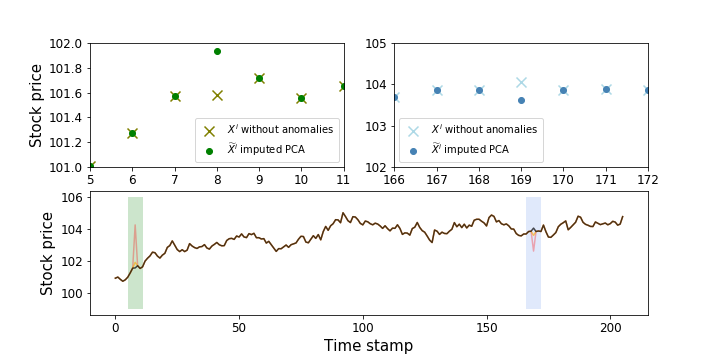 Stock price
102.0
101.8
101.6
101.4
101.2
101.0
5 6 7 8 9 10 11
X^i without anomalies
X̃^i imputed PCA
105
104
103
102
166 167 168 169 170 171 172
X^i without anomalies
X̃^i imputed PCA
Stock price
106
104
102
100
0 50 100 150 200
Time stamp